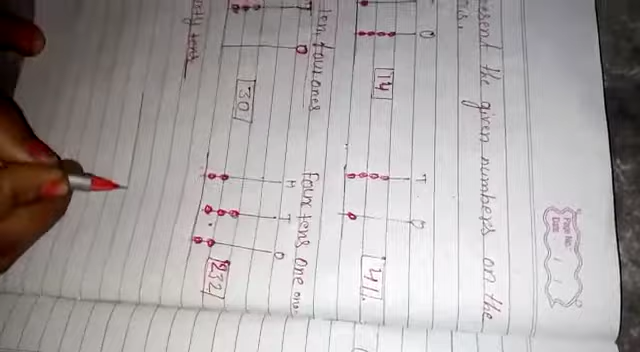 Page No:
Date: / /
esent the given numbers on the
O T O
14 41.
ten four ones four tens one one.
T O H T O
30 232